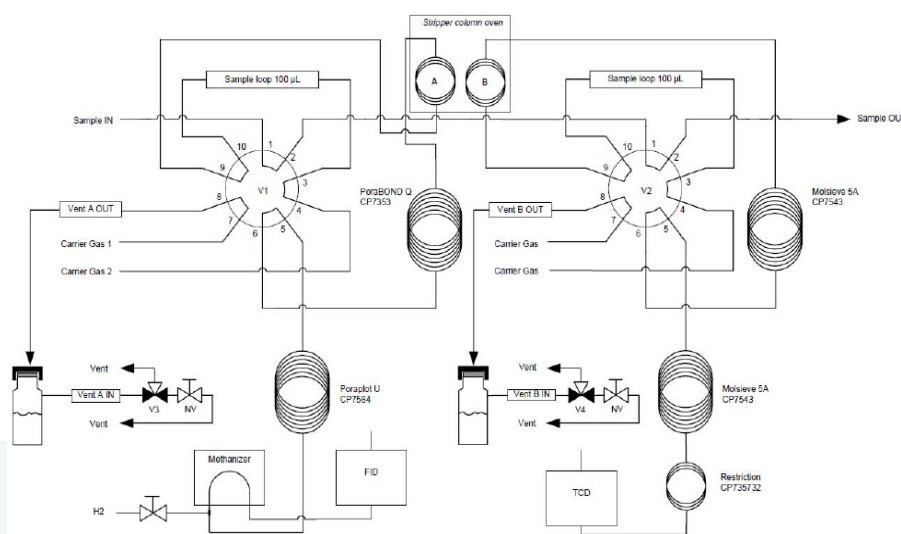 Stripper column oven
Sample loop 100 µL
A
B
Sample loop 100 µL
Sample IN
Sample OU
10
1
2
9
3
V1
8
4
7
5
6
10
1
2
9
3
V2
8
4
7
5
6
PoraBOND Q
CP7353
Molsieve 5A
CP7543
Vent A OUT
Vent B OUT
Carrier Gas 1
Carrier Gas
Carrier Gas 2
Carrier Gas
Vent
Vent A IN
V3
NV
Vent
Poraplot U
CP7584
Vent
Vent B IN
V4
NV
Vent
Molsieve 5A
CP7543
Methanizer
FID
H2
TCD
Restriction
CP735732